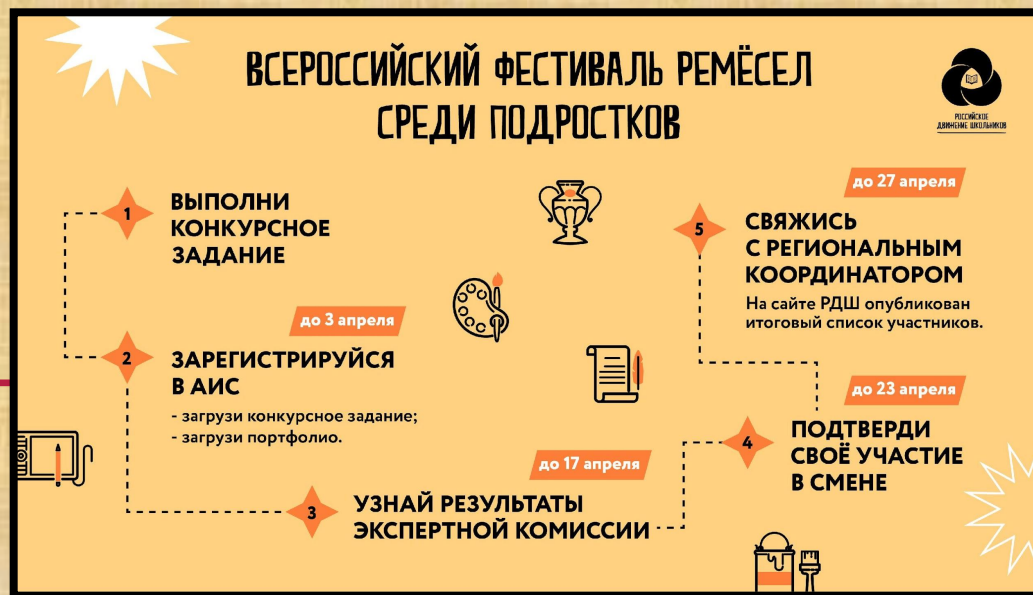 ВСЕРОССИЙСКИЙ ФЕСТИВАЛЬ РЕМЁСЕЛ
СРЕДИ ПОДРОСТКОВ
РОССИЙСКОЕ
ДВИЖЕНИЕ ШКОЛЬНИКОВ
1
ВЫПОЛНИ
КОНКУРСНОЕ
ЗАДАНИЕ
до 3 апреля
2
ЗАРЕГИСТРИРУЙСЯ
В АИС
- загрузи конкурсное задание;
- загрузи портфолио.
до 17 апреля
3
УЗНАЙ РЕЗУЛЬТАТЫ
ЭКСПЕРТНОЙ КОМИССИИ
до 23 апреля
4
ПОДТВЕРДИ
СВОЁ УЧАСТИЕ
В СМЕНЕ
до 27 апреля
5
СВЯЖИСЬ
С РЕГИОНАЛЬНЫМ
КООРДИНАТОРОМ
На сайте РДШ опубликован
итоговый список участников.